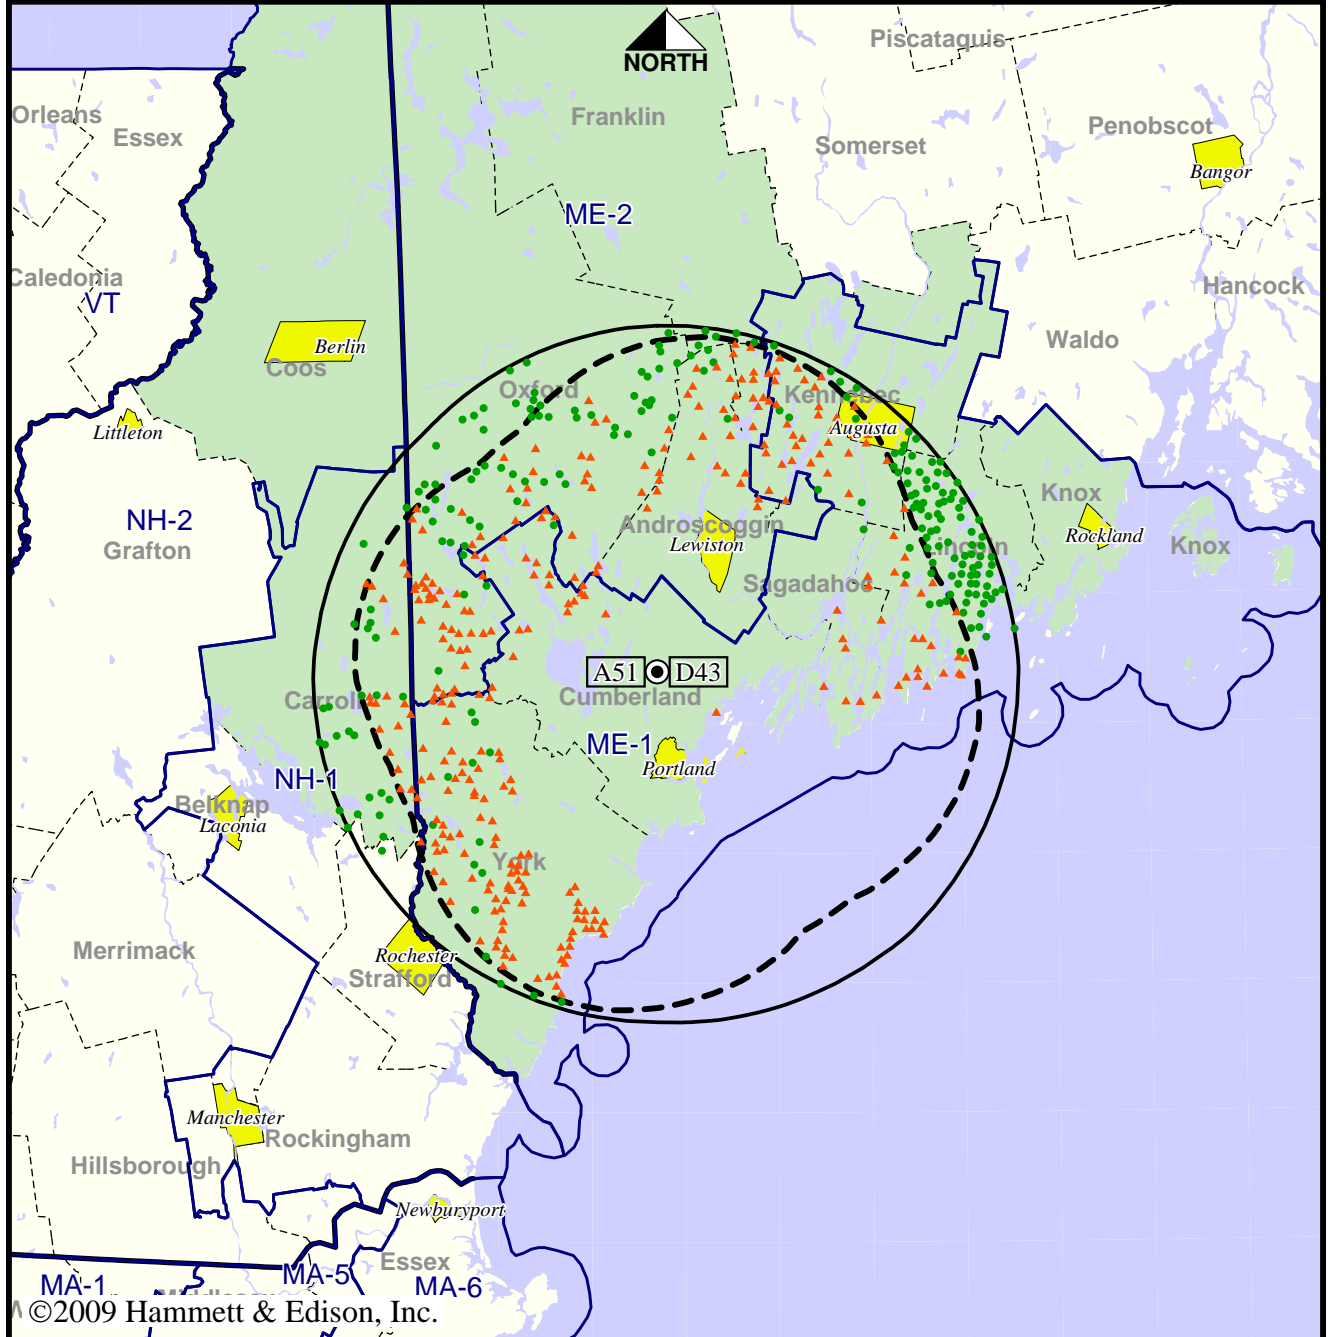 NORTH
Piscataquis
Orleans
Essex
Franklin
Somerset
Penobscot
Bangor
ME-2
Caledonia
VT
Hancock
Waldo
Berlin
Coos
Oxford
Kennebec
Augusta
Littleton
Knox
Rockland
Knox
NH-2
Grafton
Androscoggin
Lewiston
Lincoln
Sagadahoc
A51 D43
Carroll
Cumberland
ME-1
Portland
NH-1
Belknap
Laconia
York
Merrimack
Rochester
Strafford
Manchester
Rockingham
Hillsborough
Newburyport
Essex
MA-1
MA-5
MA-6
©2009 Hammett & Edison, Inc.